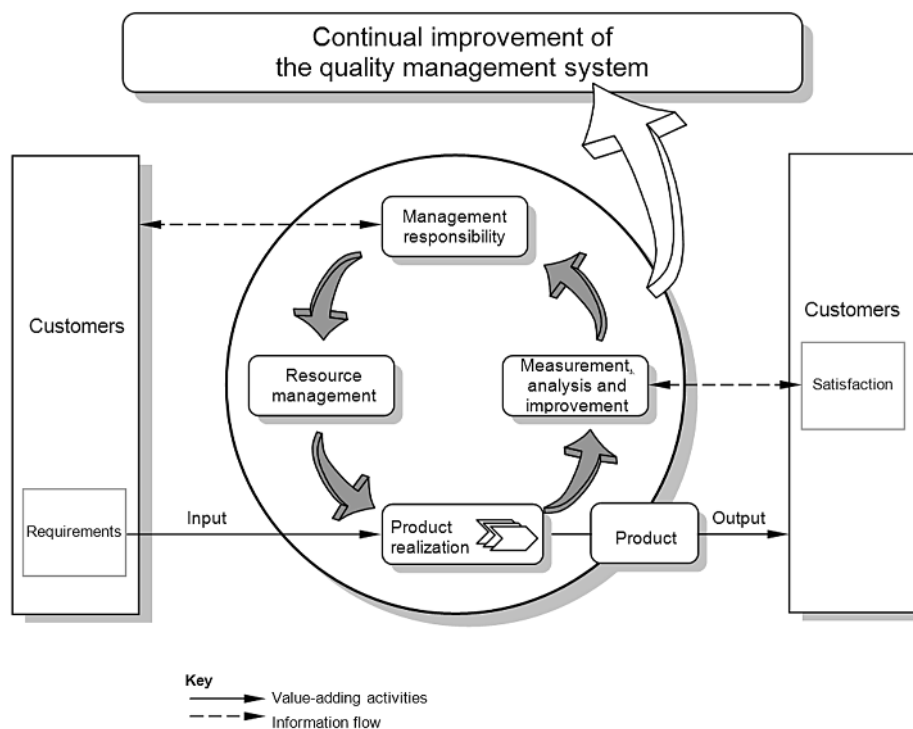 Continual improvement of
the quality management system
Management
responsibility
Customers
Customers
Resource
management
Measurement,
analysis and
improvement
Satisfaction
Requirements
Input
Product
realization
Product
Output
Key
Value-adding activities
Information flow